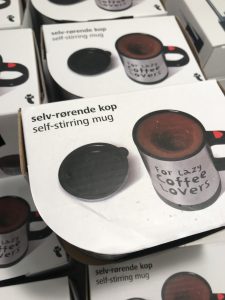 selv-rørende kop
self-stirring mug
FOR LAZY
COFFEE
LOVERS
selv-rørende kop
self-stirring mug
FOR LAZY
COFFEE
LOVERS
selv-rørende kop
self-stirring mug